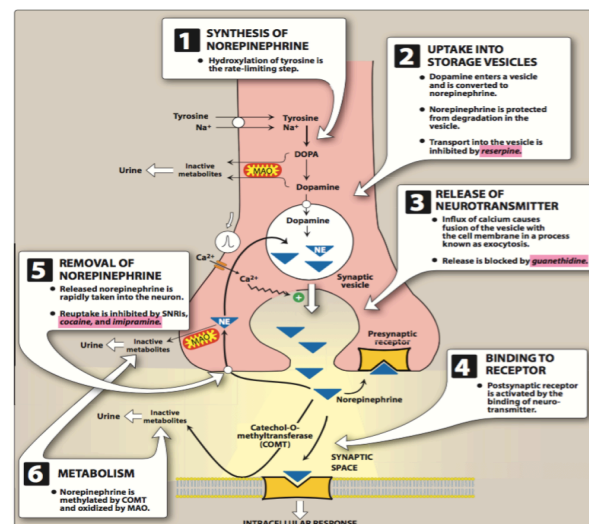 1 SYNTHESIS OF
NOREPINEPHRINE
• Hydroxylation of tyrosine is
the rate-limiting step.
2 UPTAKE INTO
STORAGE VESICLES
• Dopamine enters a vesicle
and is converted to
norepinephrine.
• Norepinephrine is protected
from degradation in the
vesicle.
• Transport into the vesicle is
inhibited by reserpine.
Tyrosine
Tyrosine
Na+
Na+
DOPA
Urine
Inactive
metabolites
MAO
Dopamine
Dopamine
NE
Synaptic
vesicle
3 RELEASE OF
NEUROTRANSMITTER
• Influx of calcium causes
fusion of the vesicle with
the cell membrane in a process
known as exocytosis.
• Release is blocked by guanethidine.
Ca2+
Ca2+
+
5 REMOVAL OF
NOREPINEPHRINE
• Released norepinephrine is
rapidly taken into the neuron.
• Reuptake is inhibited by SNRIs,
cocaine, and imipramine.
NE
MAO
Urine
Inactive
metabolites
Presynaptic
receptor
Norepinephrine
4 BINDING TO
RECEPTOR
• Postsynaptic receptor
is activated by the
binding of neuro-
transmitter.
Urine
Inactive
metabolites
Catechol-O-
methyltransferase
(COMT)
SYNAPTIC
SPACE
6 METABOLISM
• Norepinephrine is
methylated by COMT
and oxidized by MAO.
INTRACELLULAR RESPONSE